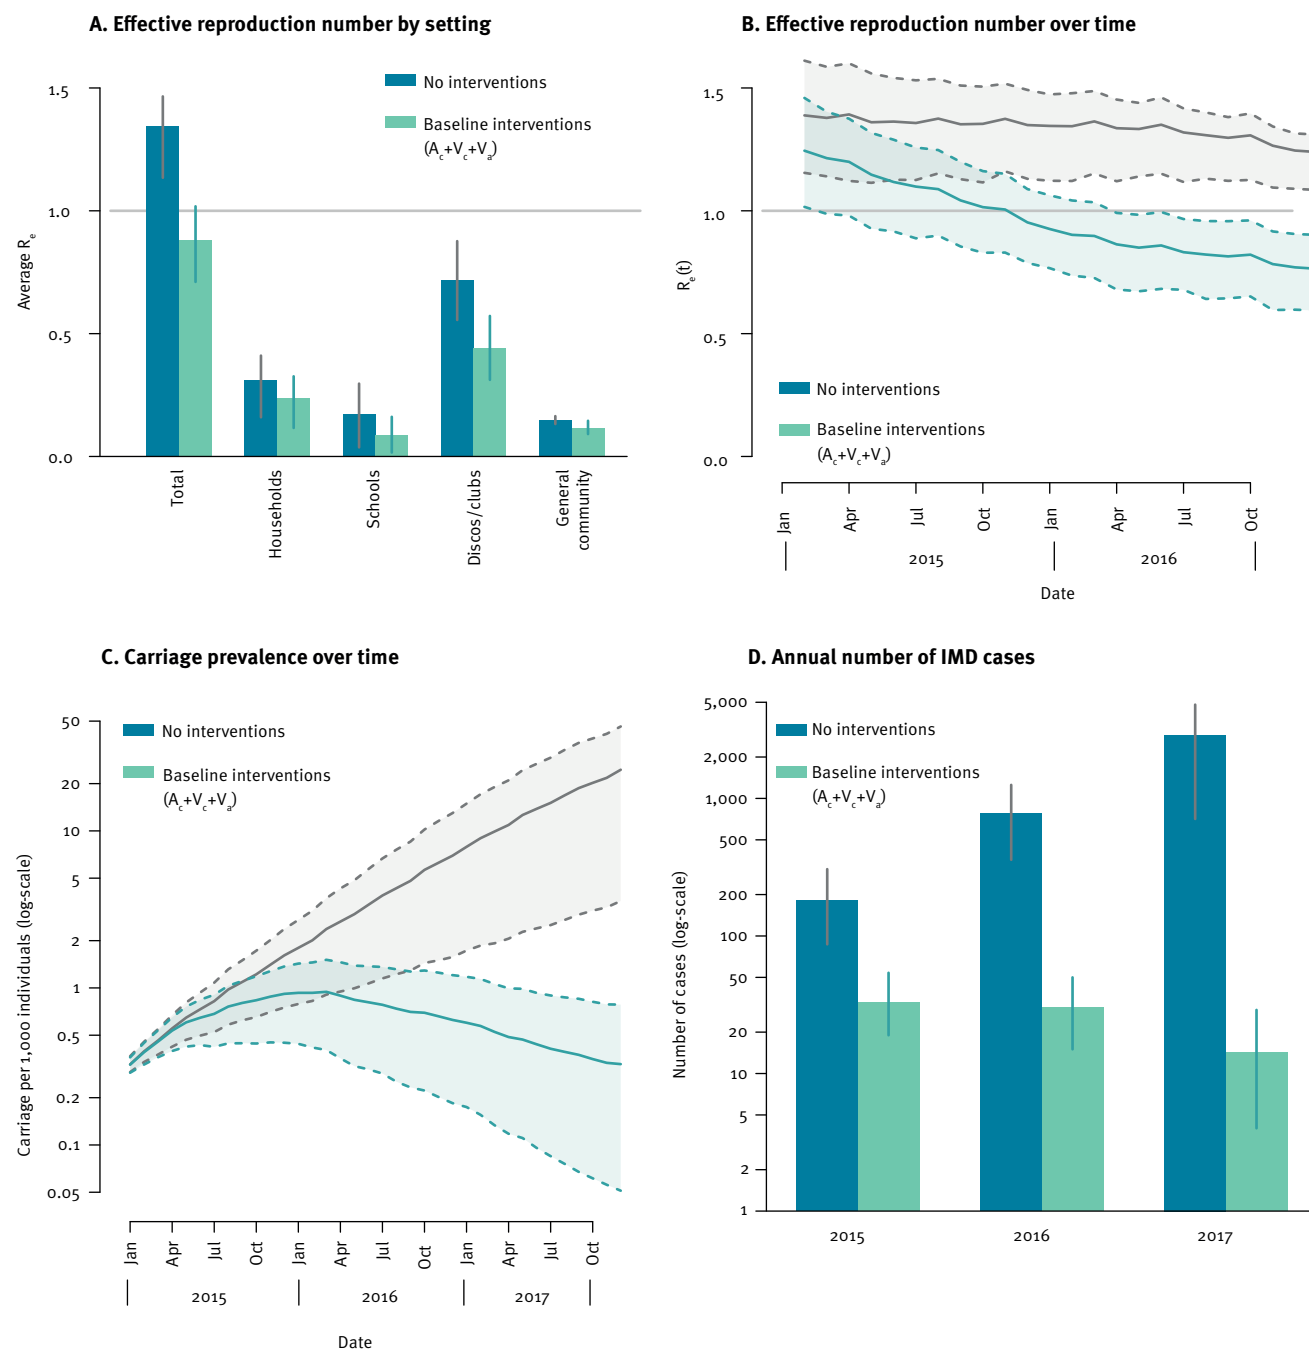 A. Effective reproduction number by setting
1.5
1.0
0.5
0.0
Average Re
No interventions
Baseline interventions
(Ac+Vc+Va)
Total
Households
Schools
Discos/clubs
General
community
B. Effective reproduction number over time
1.5
1.0
0.5
0.0
Re(t)
No interventions
Baseline interventions
(Ac+Vc+Va)
Jan
Apr
Jul
Oct
Jan
Apr
Jul
Oct
2015
2016
Date
C. Carriage prevalence over time
50
20
10
5
2
1
0.5
0.2
0.1
0.05
Carriage per 1,000 individuals (log-scale)
No interventions
Baseline interventions
(Ac+Vc+Va)
Jan
Apr
Jul
Oct
Jan
Apr
Jul
Oct
Jan
Apr
Jul
Oct
2015
2016
2017
Date
D. Annual number of IMD cases
5,000
2,000
1,000
500
200
100
50
20
10
5
2
1
Number of cases (log-scale)
No interventions
Baseline interventions
(Ac+Vc+Va)
2015
2016
2017